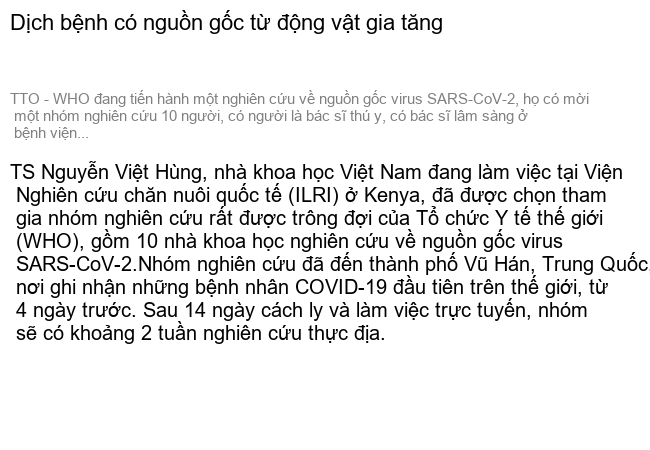 Dịch bệnh có nguồn gốc từ động vật gia tăng
TTO - WHO đang tiến hành một nghiên cứu về nguồn gốc virus SARS-CoV-2, họ có mời
một nhóm nghiên cứu 10 người, có người là bác sĩ thú y, có bác sĩ lâm sàng ở
bệnh viện...
TS Nguyễn Việt Hùng, nhà khoa học Việt Nam đang làm việc tại Viện
Nghiên cứu chăn nuôi quốc tế (ILRI) ở Kenya, đã được chọn tham
gia nhóm nghiên cứu rất được trông đợi của Tổ chức Y tế thế giới
(WHO), gồm 10 nhà khoa học nghiên cứu về nguồn gốc virus
SARS-CoV-2.Nhóm nghiên cứu đã đến thành phố Vũ Hán, Trung Quốc,
nơi ghi nhận những bệnh nhân COVID-19 đầu tiên trên thế giới, từ
4 ngày trước. Sau 14 ngày cách ly và làm việc trực tuyến, nhóm
sẽ có khoảng 2 tuần nghiên cứu thực địa.